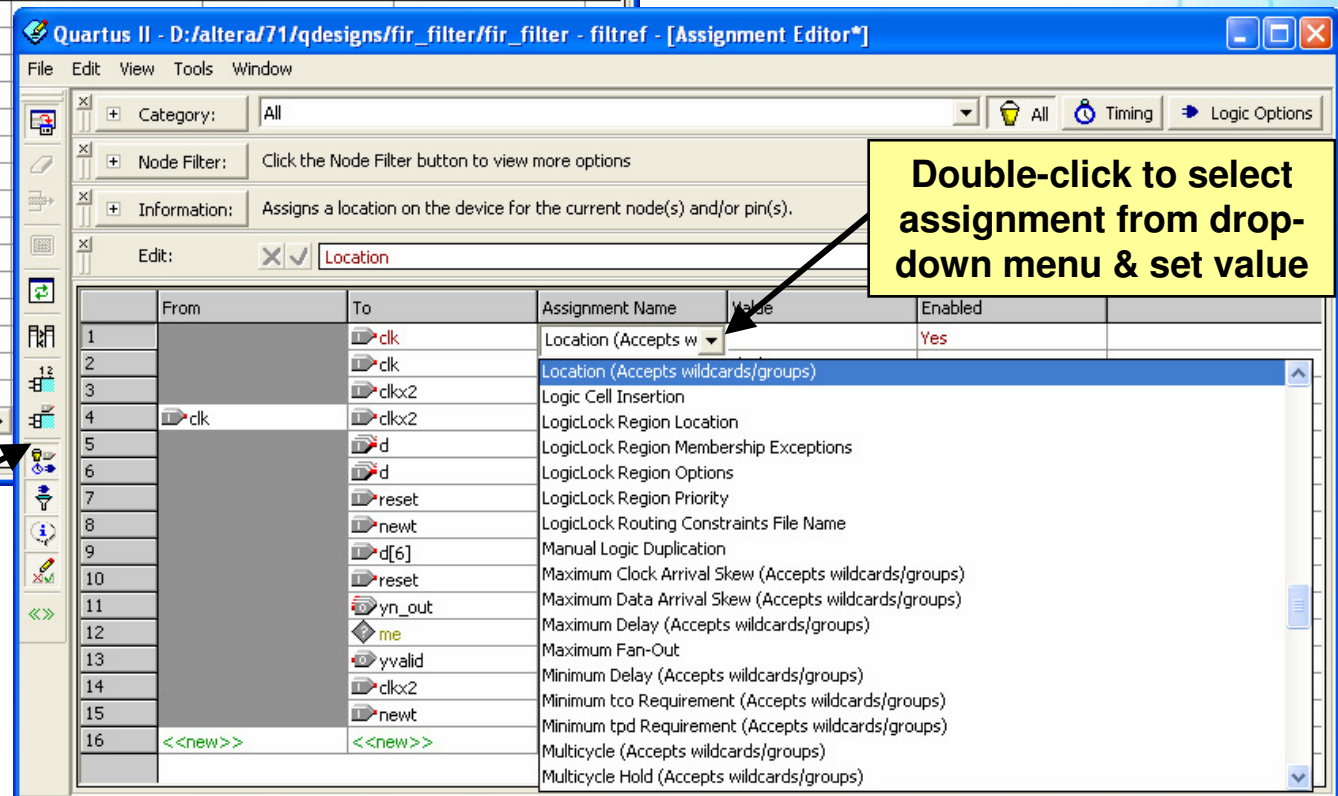 Quartus II - D:/altera/71/qdesigns/fir_filter/fir_filter - filtref - [Assignment Editor*]
File Edit View Tools Window
Category: All All Timing Logic Options
Node Filter: Click the Node Filter button to view more options
Information: Assigns a location on the device for the current node(s) and/or pin(s).
Edit: Location
Double-click to select
assignment from drop-
down menu & set value
From To Assignment Name Value Enabled
1 clk Location (Accepts w Yes
2 clk
3 clkx2
4 clk clkx2
5 d
6 d
7 reset
8 newt
9 d[6]
10 reset
11 yn_out
12 me
13 yvalid
14 clkx2
15 newt
16 <<new>> <<new>>
Location (Accepts wildcards/groups)
Logic Cell Insertion
LogicLock Region Location
LogicLock Region Membership Exceptions
LogicLock Region Options
LogicLock Region Priority
LogicLock Routing Constraints File Name
Manual Logic Duplication
Maximum Clock Arrival Skew (Accepts wildcards/groups)
Maximum Data Arrival Skew (Accepts wildcards/groups)
Maximum Delay (Accepts wildcards/groups)
Maximum Fan-Out
Minimum Delay (Accepts wildcards/groups)
Minimum tco Requirement (Accepts wildcards/groups)
Minimum tpd Requirement (Accepts wildcards/groups)
Multicycle (Accepts wildcards/groups)
Multicycle Hold (Accepts wildcards/groups)